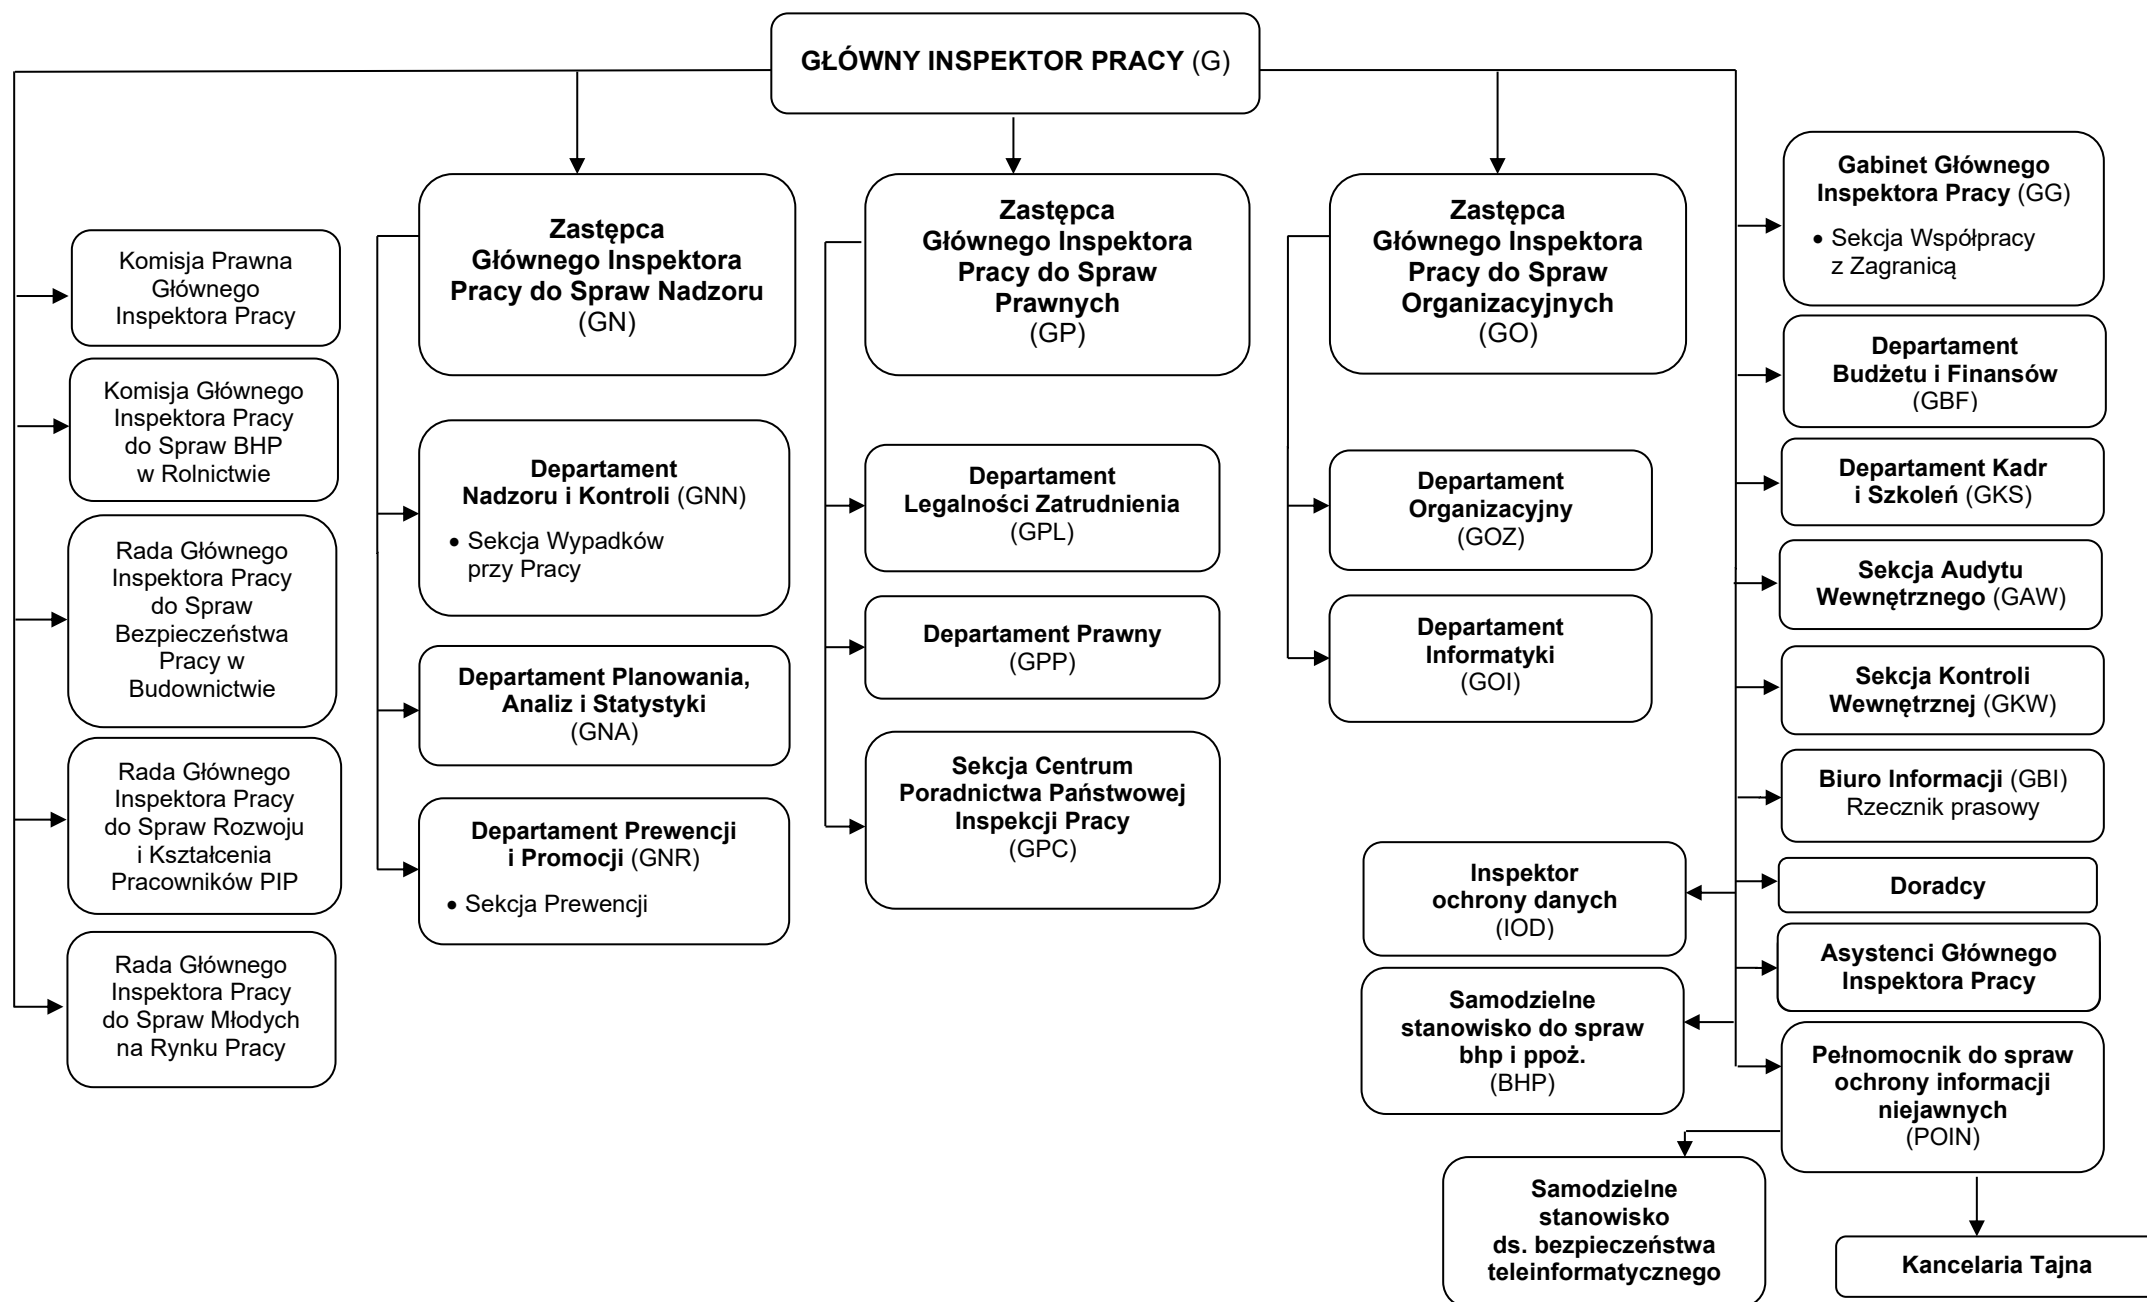 GŁÓWNY INSPEKTOR PRACY (G)
Komisja Prawna
Głównego
Inspektora Pracy
Komisja Głównego
Inspektora Pracy
do Spraw BHP
w Rolnictwie
Rada Głównego
Inspektora Pracy
do Spraw
Bezpieczeństwa
Pracy w
Budownictwie
Rada Głównego
Inspektora Pracy
do Spraw Rozwoju
i Kształcenia
Pracowników PIP
Rada Głównego
Inspektora Pracy
do Spraw Młodych
na Rynku Pracy
Zastępca
Głównego Inspektora
Pracy do Spraw Nadzoru
(GN)
Departament
Nadzoru i Kontroli (GNN)
• Sekcja Wypadków
przy Pracy
Departament Planowania,
Analiz i Statystyki
(GNA)
Departament Prewencji
i Promocji (GNR)
• Sekcja Prewencji
Zastępca
Głównego Inspektora
Pracy do Spraw
Prawnych
(GP)
Departament
Legalności Zatrudnienia
(GPL)
Departament Prawny
(GPP)
Sekcja Centrum
Poradnictwa Państwowej
Inspekcji Pracy
(GPC)
Zastępca
Głównego Inspektora
Pracy do Spraw
Organizacyjnych
(GO)
Departament
Organizacyjny
(GOZ)
Departament
Informatyki
(GOI)
Inspektor
ochrony danych
(IOD)
Samodzielne
stanowisko do spraw
bhp i ppoż.
(BHP)
Gabinet Głównego
Inspektora Pracy (GG)
• Sekcja Współpracy
z Zagranicą
Departament
Budżetu i Finansów
(GBF)
Departament Kadr
i Szkoleń (GKS)
Sekcja Audytu
Wewnętrznego (GAW)
Sekcja Kontroli
Wewnętrznej (GKW)
Biuro Informacji (GBI)
Rzecznik prasowy
Doradcy
Asystenci Głównego
Inspektora Pracy
Pełnomocnik do spraw
ochrony informacji
niejawnych
(POIN)
Samodzielne
stanowisko
ds. bezpieczeństwa
teleinformatycznego
Kancelaria Tajna